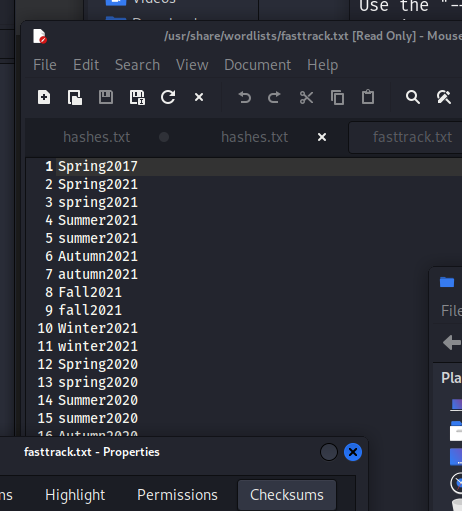 Videos
Use the "--
/usr/share/wordlists/fasttrack.txt [Read Only] - Mouse
File Edit Search View Document Help
hashes.txt hashes.txt fasttrack.txt
1 Spring2017
2 Spring2021
3 spring2021
4 Summer2021
5 summer2021
6 Autumn2021
7 autumn2021
8 Fall2021
9 fall2021
10 Winter2021
11 winter2021
12 Spring2020
13 spring2020
14 Summer2020
15 summer2020
16 Autumn2020
File
Pla
fasttrack.txt - Properties
ms Highlight Permissions Checksums